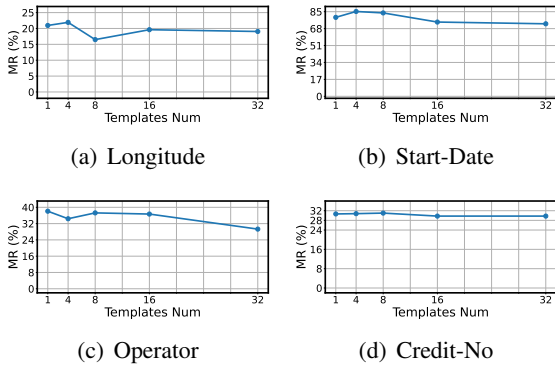 MR (%)
25
20
15
10
5
0
1 4 8 16 32
Templates Num
(a) Longitude
MR (%)
85
68
51
34
17
0
1 4 8 16 32
Templates Num
(b) Start-Date
MR (%)
40
32
24
16
8
0
1 4 8 16 32
Templates Num
(c) Operator
MR (%)
32
28
16
8
0
1 4 8 16 32
Templates Num
(d) Credit-No